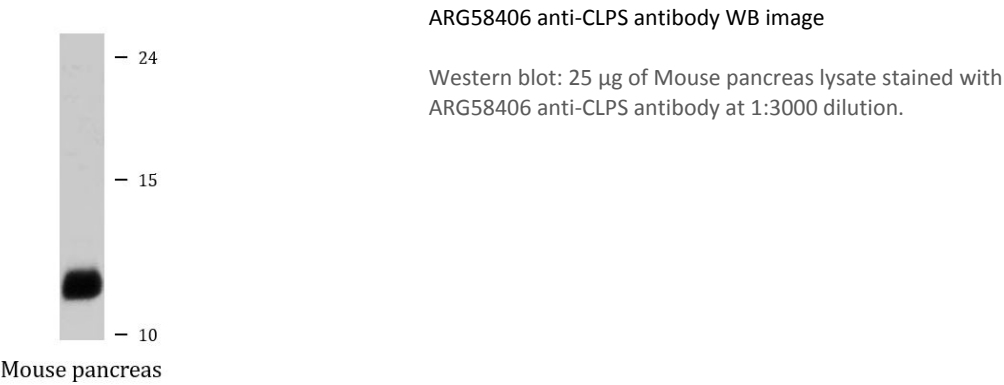 ARG58406 anti-CLPS antibody WB image
Western blot: 25 µg of Mouse pancreas lysate stained with
ARG58406 anti-CLPS antibody at 1:3000 dilution.
24
15
10
Mouse pancreas